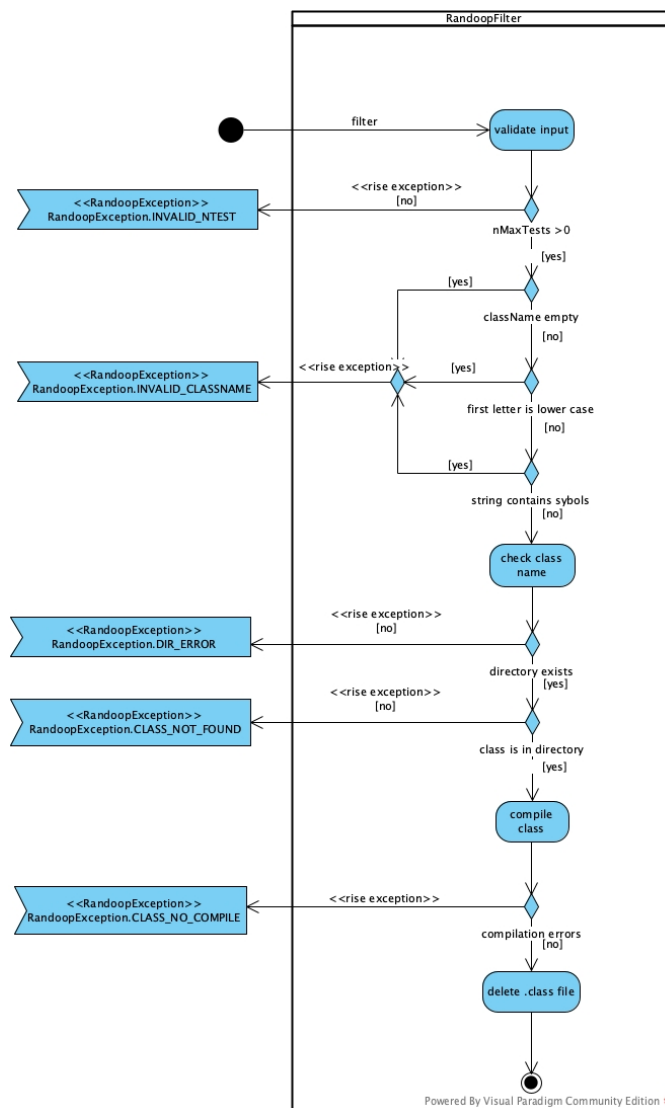 RandoopFilter
filter
validate input
<<rise exception>>
[no]
<<RandoopException>>
RandoopException.INVALID_NTEST
nMaxTests >0
[yes]
[yes]
className empty
[no]
<<rise exception>>
[yes]
<<RandoopException>>
RandoopException.INVALID_CLASSNAME
first letter is lower case
[no]
[yes]
string contains sybols
[no]
check class
name
<<rise exception>>
[no]
<<RandoopException>>
RandoopException.DIR_ERROR
directory exists
[yes]
<<rise exception>>
[no]
<<RandoopException>>
RandoopException.CLASS_NOT_FOUND
class is in directory
[yes]
compile
class
<<rise exception>>
<<RandoopException>>
RandoopException.CLASS_NO_COMPILE
compilation errors
[no]
delete .class file
Powered By Visual Paradigm Community Edition